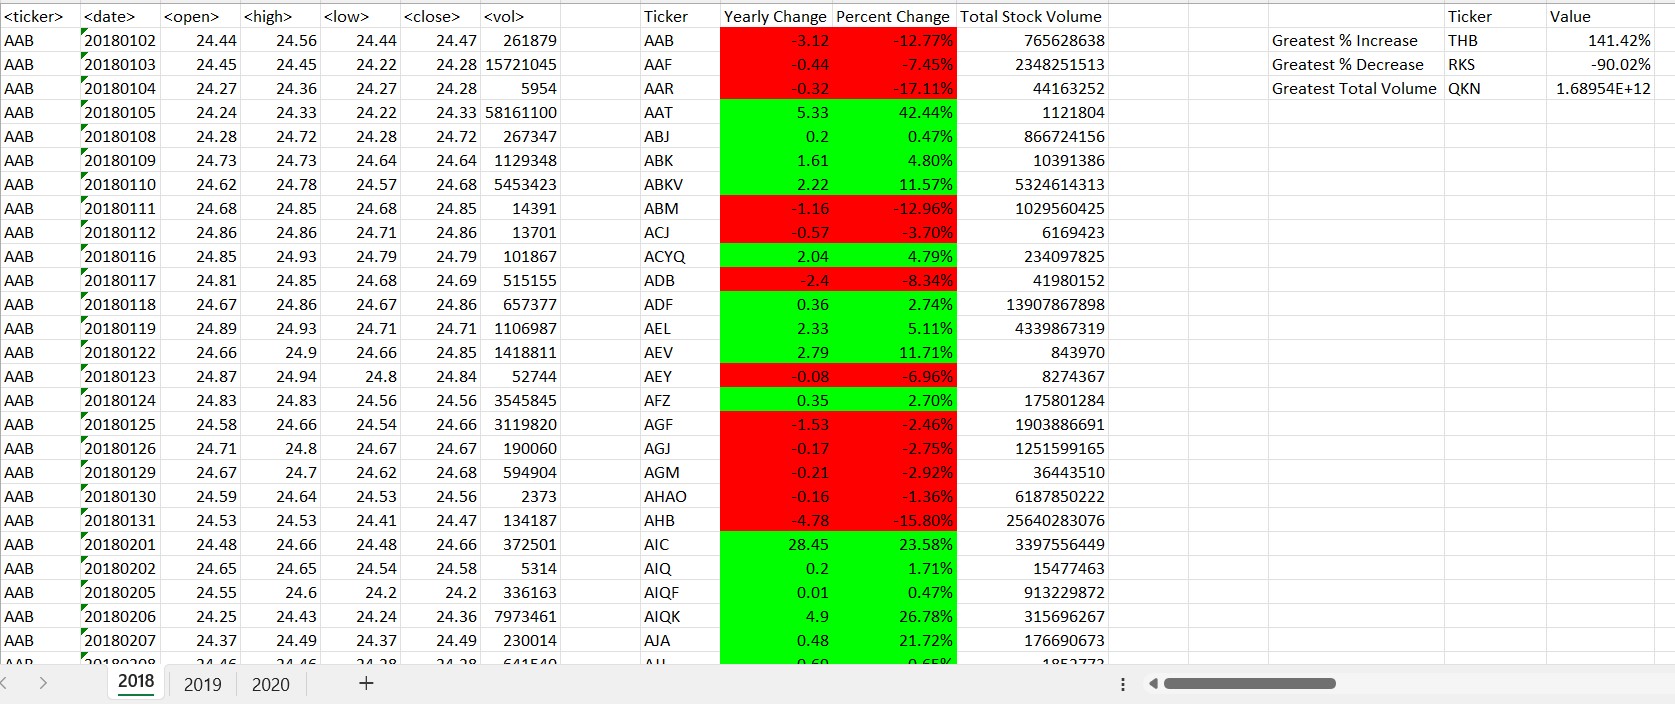 <ticker> <date> <open> <high> <low> <close> <vol> Ticker Yearly Change Percent Change Total Stock Volume Ticker Value
AAB 20180102 24.44 24.56 24.44 24.47 261879 AAB -3.12 -12.77% 765628638 Greatest % Increase THB 141.42%
AAB 20180103 24.45 24.45 24.22 24.28 15721045 AAF -0.44 -7.45% 2348251513 Greatest % Decrease RKS -90.02%
AAB 20180104 24.27 24.36 24.27 24.28 5954 AAR -0.32 -17.11% 44163252 Greatest Total Volume QKN 1.68954E+12
AAB 20180105 24.24 24.33 24.22 24.33 58161100 AAT 5.33 42.44% 1121804
AAB 20180108 24.28 24.72 24.28 24.72 267347 ABJ 0.2 0.47% 866724156
AAB 20180109 24.73 24.73 24.64 24.64 1129348 ABK 1.61 4.80% 10391386
AAB 20180110 24.62 24.78 24.57 24.68 5453423 ABKV 2.22 11.57% 5324614313
AAB 20180111 24.68 24.85 24.68 24.85 14391 ABM -1.16 -12.96% 1029560425
AAB 20180112 24.86 24.86 24.71 24.86 13701 ACJ -0.57 -3.70% 6169423
AAB 20180116 24.85 24.93 24.79 24.79 101867 ACYQ 2.04 4.79% 234097825
AAB 20180117 24.81 24.85 24.68 24.69 515155 ADB -2.4 -8.34% 41980152
AAB 20180118 24.67 24.86 24.67 24.86 657377 ADF 0.36 2.74% 13907867898
AAB 20180119 24.89 24.93 24.71 24.71 1106987 AEL 2.33 5.11% 4339867319
AAB 20180122 24.66 24.9 24.66 24.85 1418811 AEV 2.79 11.71% 843970
AAB 20180123 24.87 24.94 24.8 24.84 52744 AEY -0.08 -6.96% 8274367
AAB 20180124 24.83 24.83 24.56 24.56 3545845 AFZ 0.35 2.70% 175801284
AAB 20180125 24.58 24.66 24.54 24.66 3119820 AGF -1.53 -2.46% 1903886691
AAB 20180126 24.71 24.8 24.67 24.67 190060 AGJ -0.17 -2.75% 1251599165
AAB 20180129 24.67 24.7 24.62 24.68 594904 AGM -0.21 -2.92% 36443510
AAB 20180130 24.59 24.64 24.53 24.56 2373 AHAO -0.16 -1.36% 6187850222
AAB 20180131 24.53 24.53 24.41 24.47 134187 AHB -4.78 -15.80% 25640283076
AAB 20180201 24.48 24.66 24.48 24.66 372501 AIC 28.45 23.58% 3397556449
AAB 20180202 24.65 24.65 24.54 24.58 5314 AIQ 0.2 1.71% 15477463
AAB 20180205 24.55 24.6 24.2 24.2 336163 AIQF 0.01 0.47% 913229872
AAB 20180206 24.25 24.43 24.24 24.36 7973461 AIQK 4.9 26.78% 315696267
AAB 20180207 24.37 24.49 24.37 24.49 230014 AJA 0.48 21.72% 176690673
2018 2019 2020 +